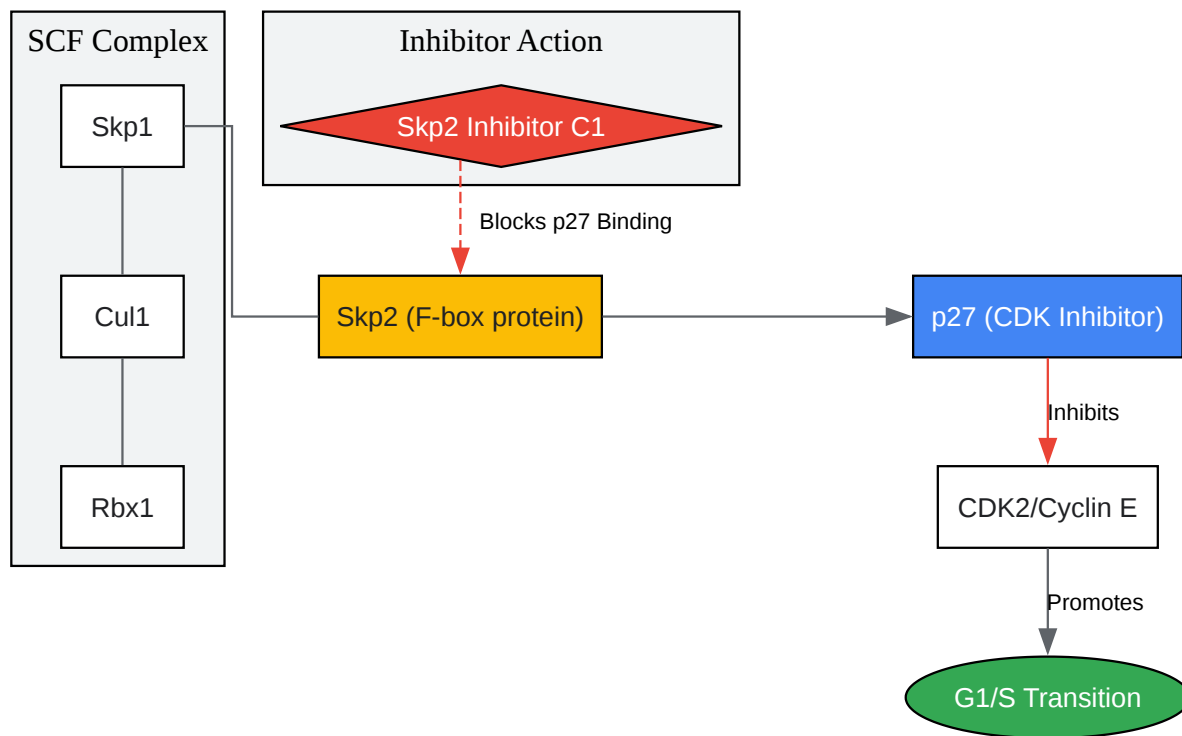 SCF Complex
Inhibitor Action
Skp1
Skp2 Inhibitor C1
Blocks p27 Binding
Cul1
Skp2 (F-box protein)
p27 (CDK Inhibitor)
Inhibits
Rbx1
CDK2/Cyclin E
Promotes
G1/S Transition